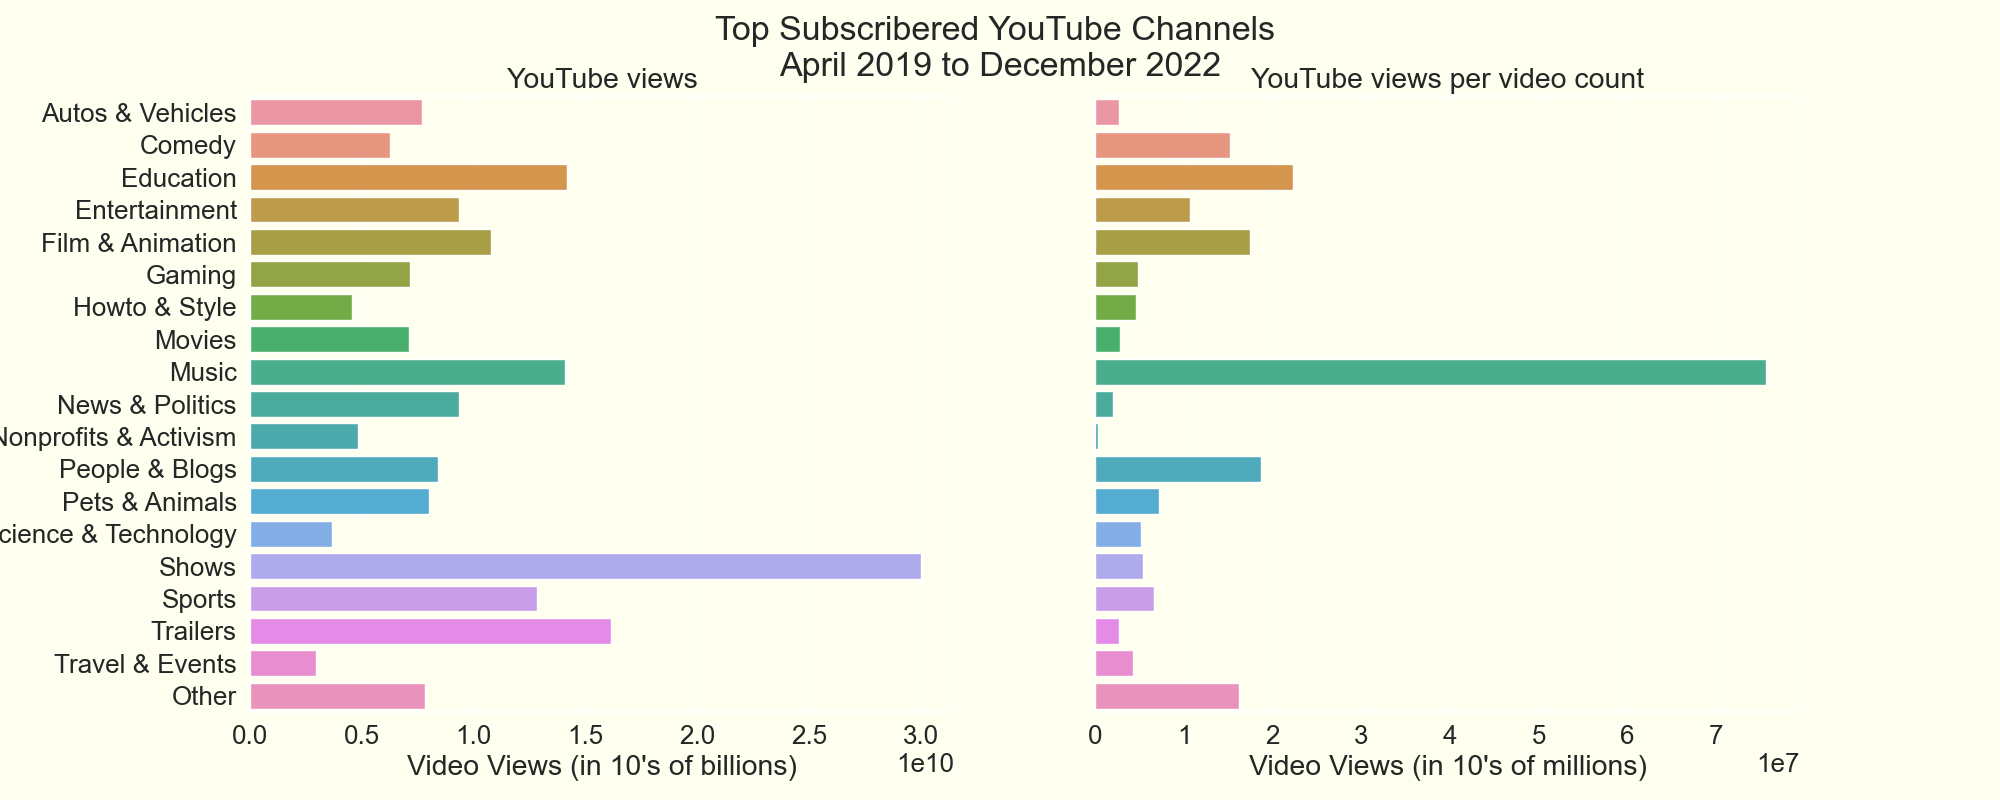 Top Subscribered YouTube Channels
April 2019 to December 2022
YouTube views
Autos & Vehicles
Comedy
Education
Entertainment
Film & Animation
Gaming
Howto & Style
Movies
Music
News & Politics
Nonprofits & Activism
People & Blogs
Pets & Animals
cience & Technology
Shows
Sports
Trailers
Travel & Events
Other
0.0 0.5 1.0 1.5 2.0 2.5 3.0
1e10
Video Views (in 10's of billions)
YouTube views per video count
0 1 2 3 4 5 6 7
1e7
Video Views (in 10's of millions)